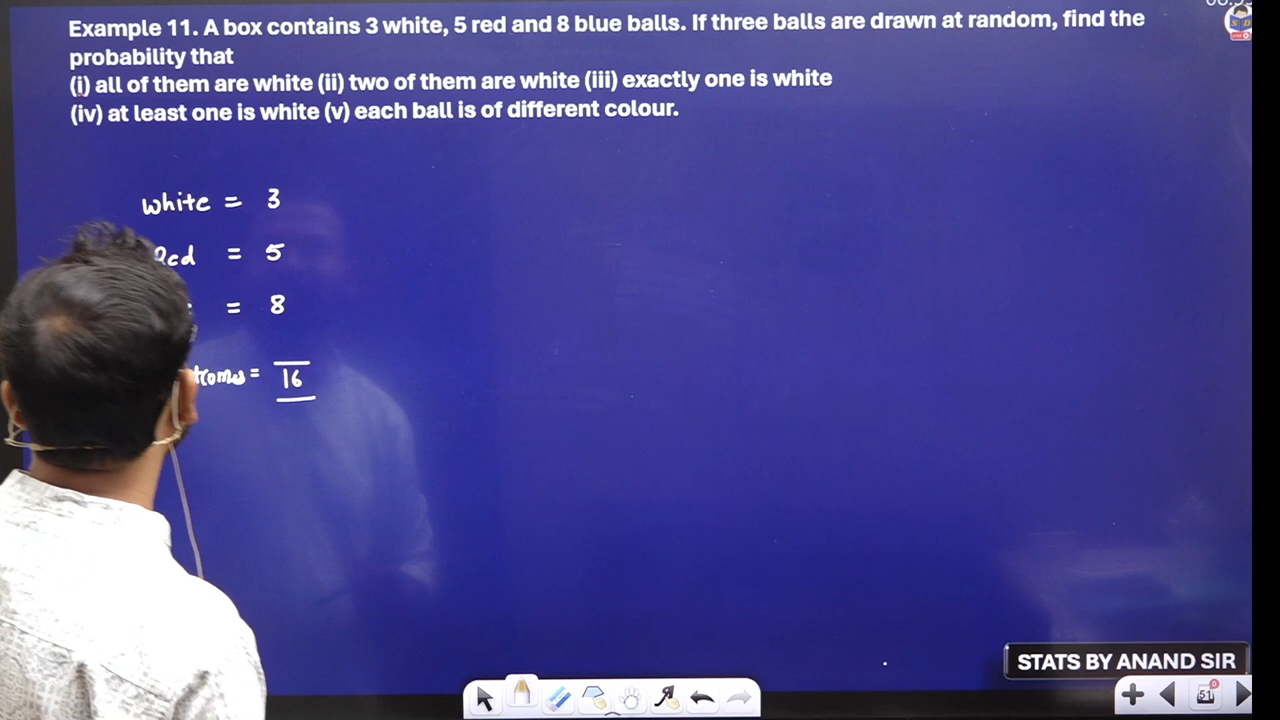 Example 11. A box contains 3 white, 5 red and 8 blue balls. If three balls are drawn at random, find the
probability that
(i) all of them are white (ii) two of them are white (iii) exactly one is white
(iv) at least one is white (v) each ball is of different colour.
white = 3
Red = 5
= 8
= 16
STATS BY ANAND SIR
51